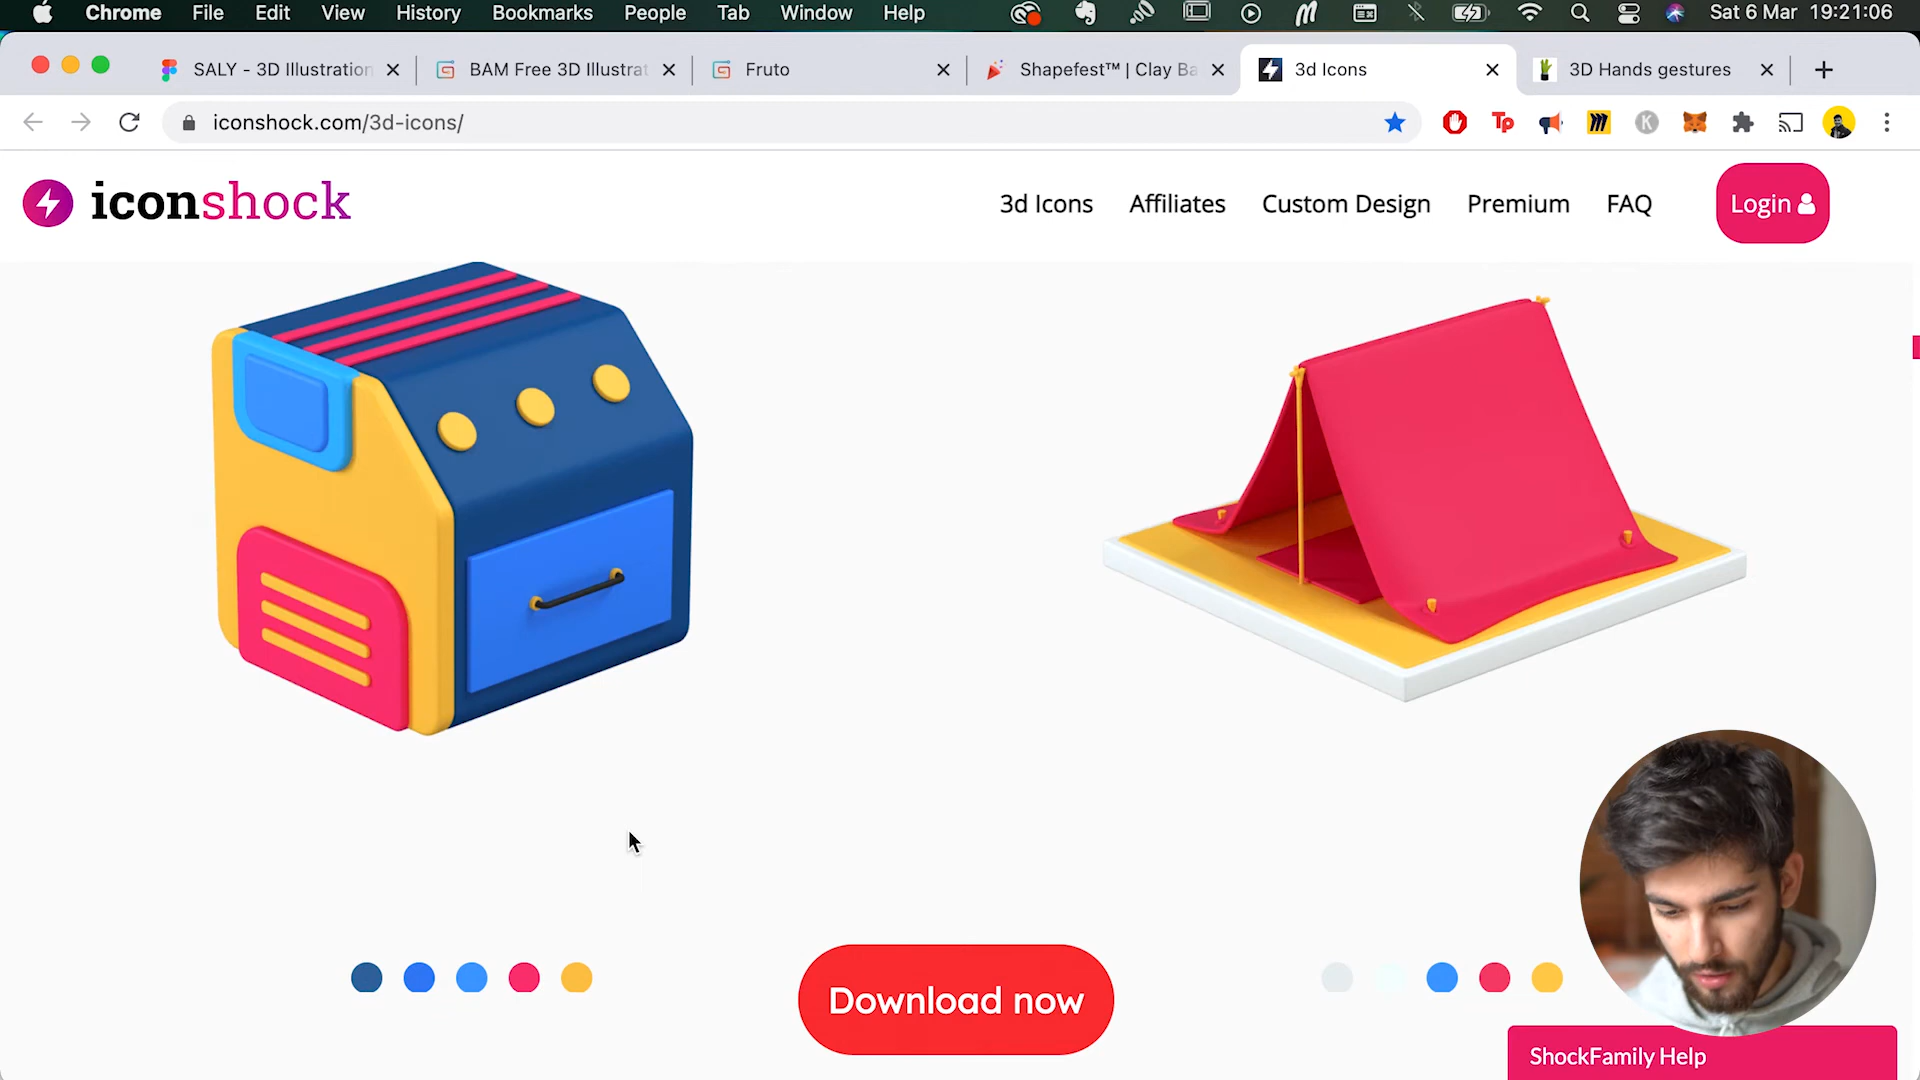 Chrome File Edit View History Bookmarks People Tab Window Help Sat 6 Mar 19:21:06
SALY - 3D Illustration BAM Free 3D Illustrat Fruto Shapefest™ | Clay Ba 3d Icons 3D Hands gestures
iconshock.com/3d-icons/ Tp K
iconshock 3d Icons Affiliates Custom Design Premium FAQ Login
Download now
ShockFamily Help